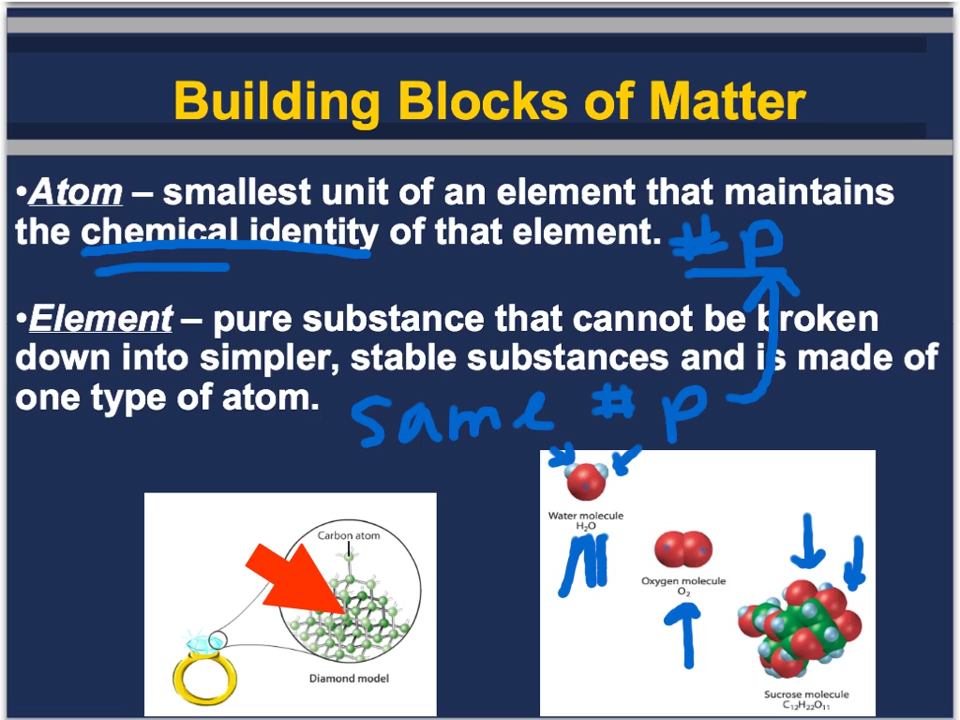 Building Blocks of Matter
•Atom – smallest unit of an element that maintains
the chemical identity of that element. # p
•Element – pure substance that cannot be broken
down into simpler, stable substances and is made of
one type of atom. same # p
Carbon atom
Diamond model
Water molecule
H₂O
Oxygen molecule
O₂
Sucrose molecule
C₁₂H₂₂O₁₁